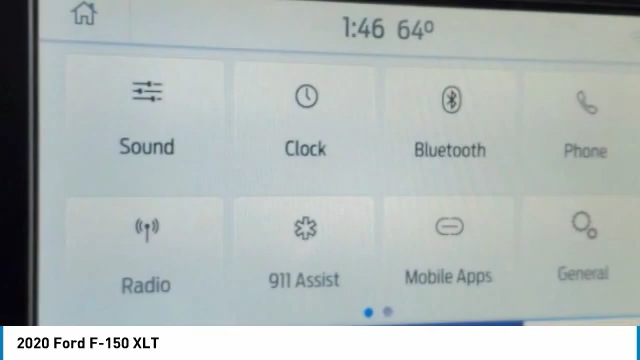 1:46 64°
Sound Clock Bluetooth Phone
Radio 911 Assist Mobile Apps General
2020 Ford F-150 XLT